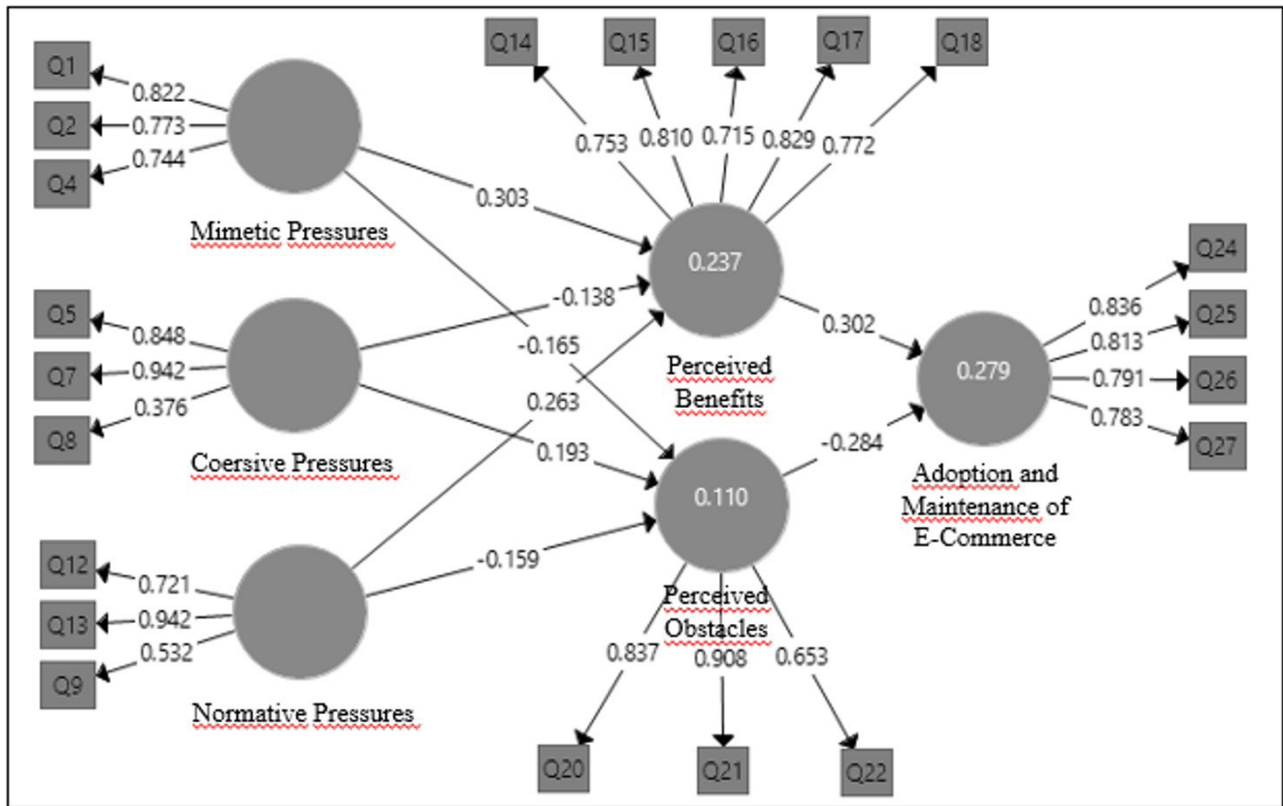 Q1
Q2
Q4
0.822
0.773
0.744
Mimetic Pressures
Q5
Q7
Q8
0.848
0.942
0.376
Coersive Pressures
Q12
Q13
Q9
0.721
0.942
0.532
Normative Pressures
0.303
-0.138
-0.165
0.263
0.193
-0.159
Q14
Q15
Q16
Q17
Q18
0.753
0.810
0.715
0.829
0.772
0.237
Perceived
Benefits
0.110
Perceived
Obstacles
0.837
0.908
0.653
Q20
Q21
Q22
0.302
-0.284
0.279
Adoption and
Maintenance of
E-Commerce
0.836
0.813
0.791
0.783
Q24
Q25
Q26
Q27